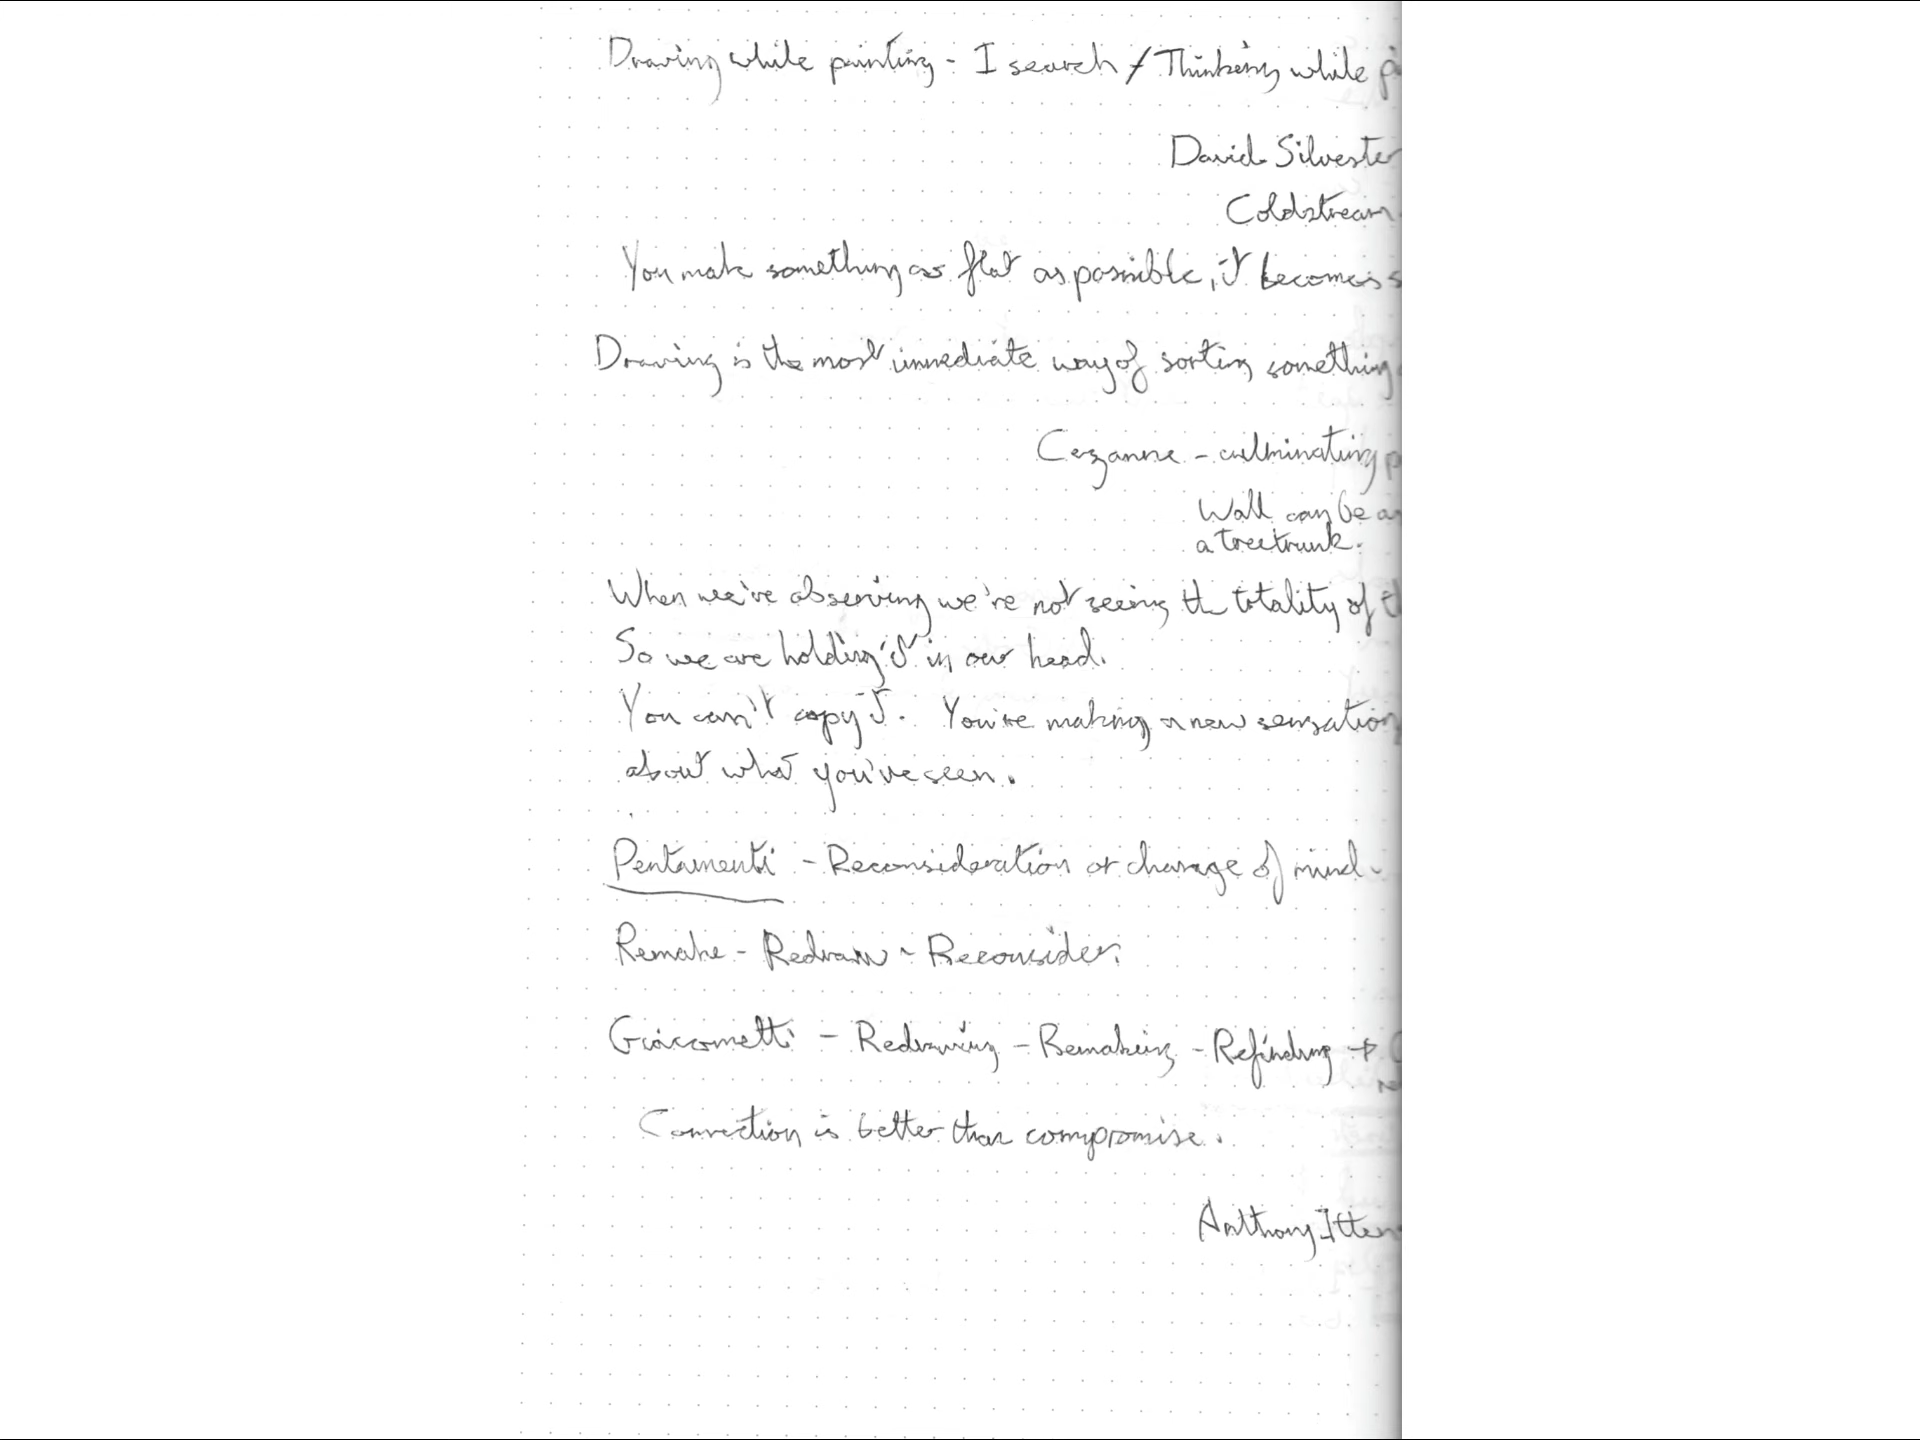 Drawing while painting - I search / Thinking while
David Silvester
Coldstream
You make something as flat as possible, it becomes
Drawing is the most immediate way of sorting something
Cezanne - culminating
Wall can be
a treetrunk.
When we're observing we're not seeing the totality of
So we are holding it in our head.
You can't copy it. You're making a new sensation
about what you've seen.
Pentamenti - Reconsideration or change of mind.
Remake - Redraw - Reconsider.
Giacometti - Redrawing - Remaking - Refinding →
Conviction is better than compromise.
Anthony